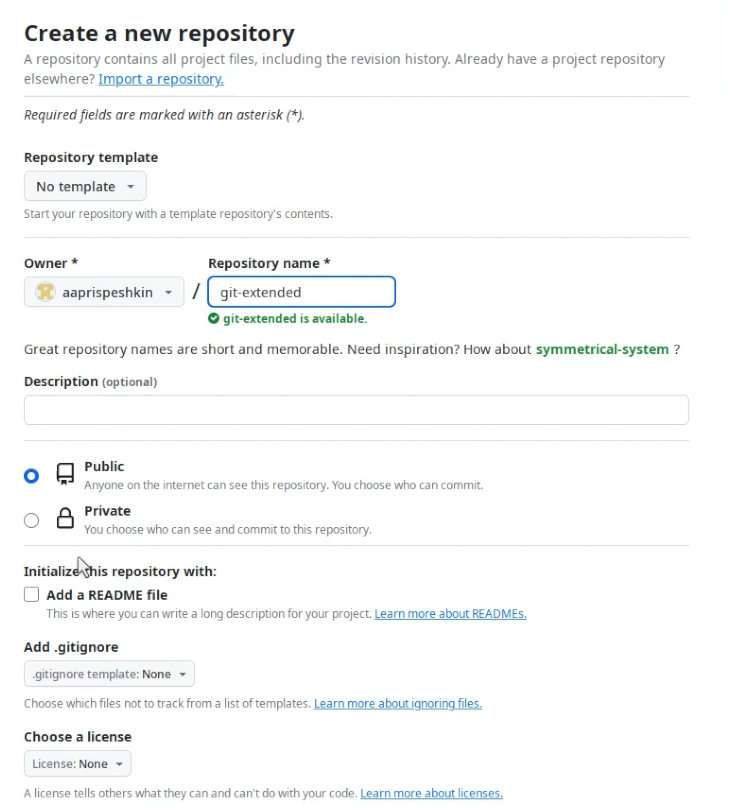 Create a new repository
A repository contains all project files, including the revision history. Already have a project repository
elsewhere? Import a repository.
Required fields are marked with an asterisk (*).
Repository template
No template
Start your repository with a template repository's contents.
Owner * Repository name *
aaprispeshkin / git-extended
git-extended is available.
Great repository names are short and memorable. Need inspiration? How about symmetrical-system ?
Description (optional)
Public
Anyone on the internet can see this repository. You choose who can commit.
Private
You choose who can see and commit to this repository.
Initialize this repository with:
Add a README file
This is where you can write a long description for your project. Learn more about READMEs.
Add .gitignore
.gitignore template: None
Choose which files not to track from a list of templates. Learn more about ignoring files.
Choose a license
License: None
A license tells others what they can and can't do with your code. Learn more about licenses.